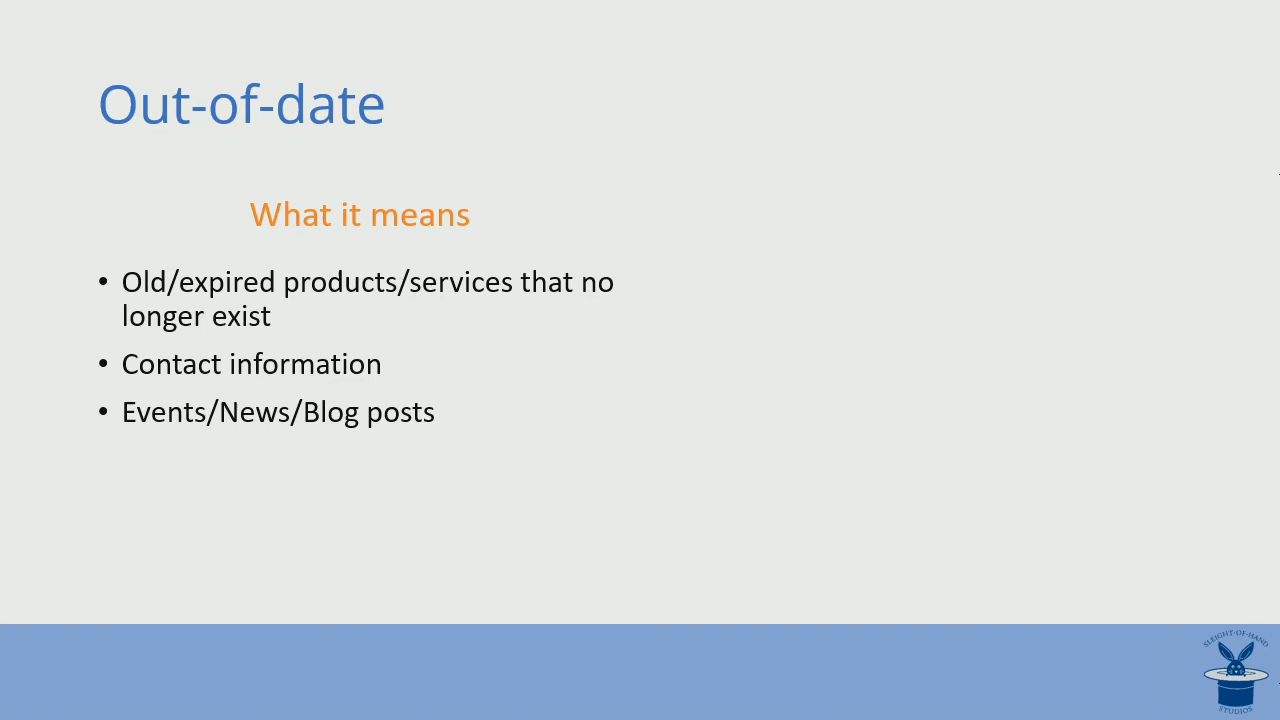 Out-of-date
What it means
• Old/expired products/services that no
longer exist
• Contact information
• Events/News/Blog posts
SLEIGHT-OF-HAND
STUDIOS